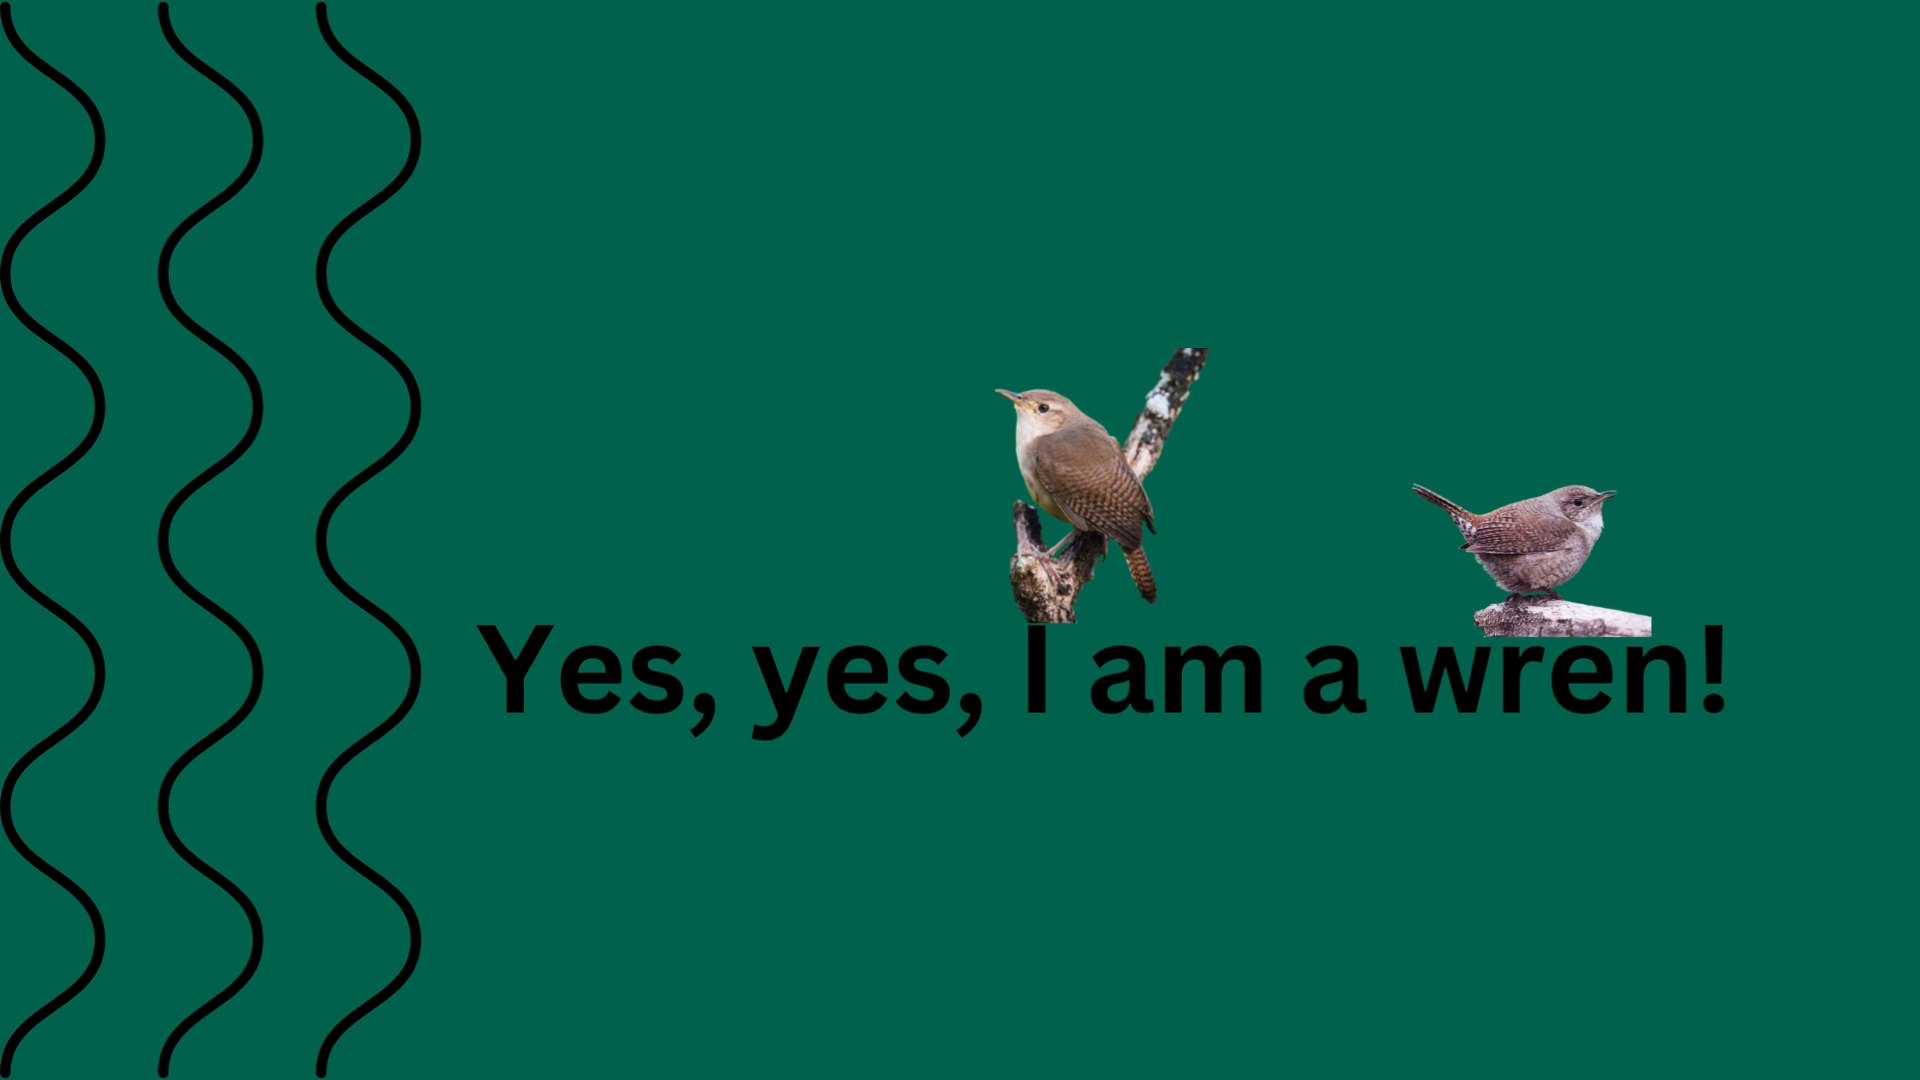 Yes, yes, I am a wren!